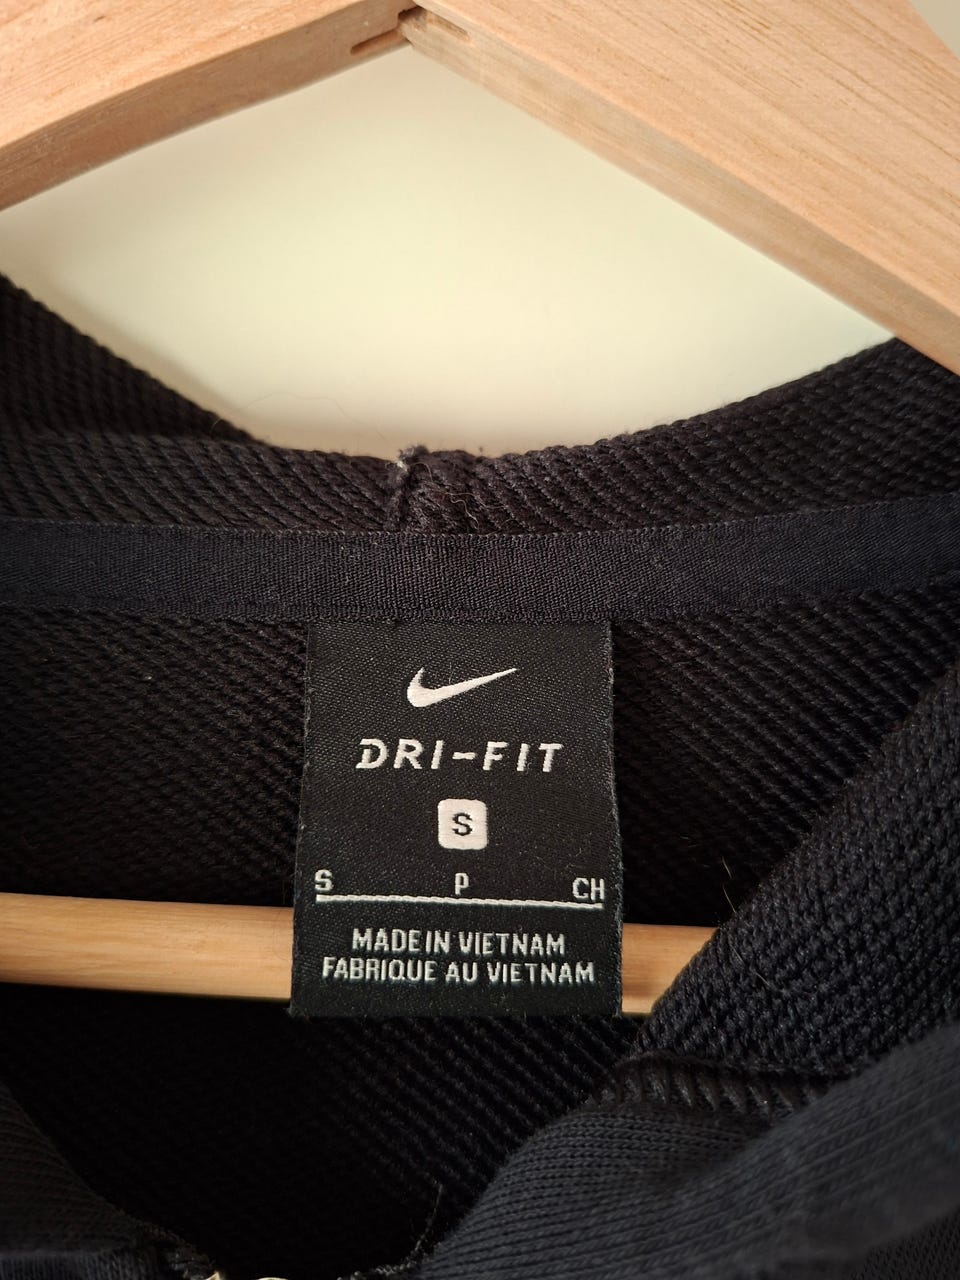 DRI-FIT
S
S P CH
MADE IN VIETNAM
FABRIQUE AU VIETNAM